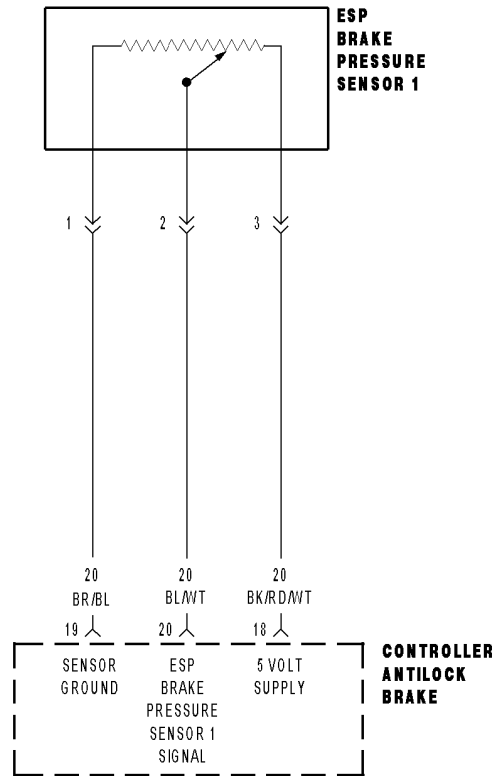 ESP
BRAKE
PRESSURE
SENSOR 1
1 2 3
20 20 20
BR/BL BL/WT BK/RD/WT
19 20 18
SENSOR GROUND
ESP BRAKE PRESSURE SENSOR 1 SIGNAL
5 VOLT SUPPLY
CONTROLLER
ANTILOCK
BRAKE